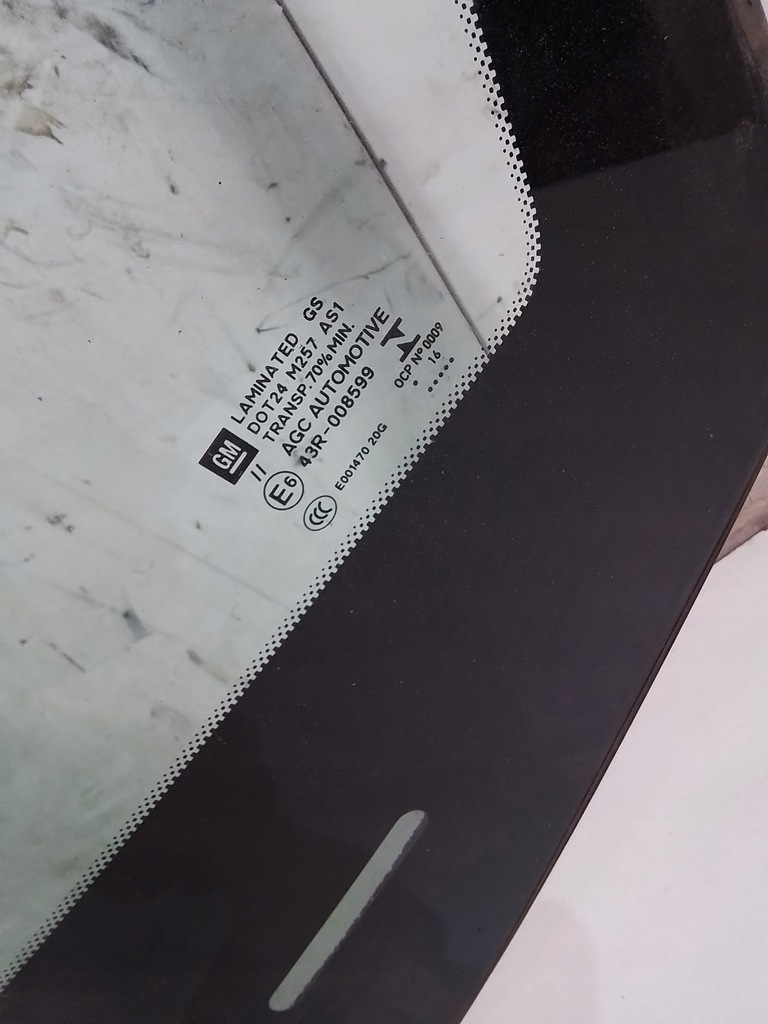 GM
LAMINATED GS
DOT24 M257 AS1
TRANSP. 70% MIN.
// AGC AUTOMOTIVE
E6 43R-008599
CCC E001470 20G
OCP Nº 0009
16